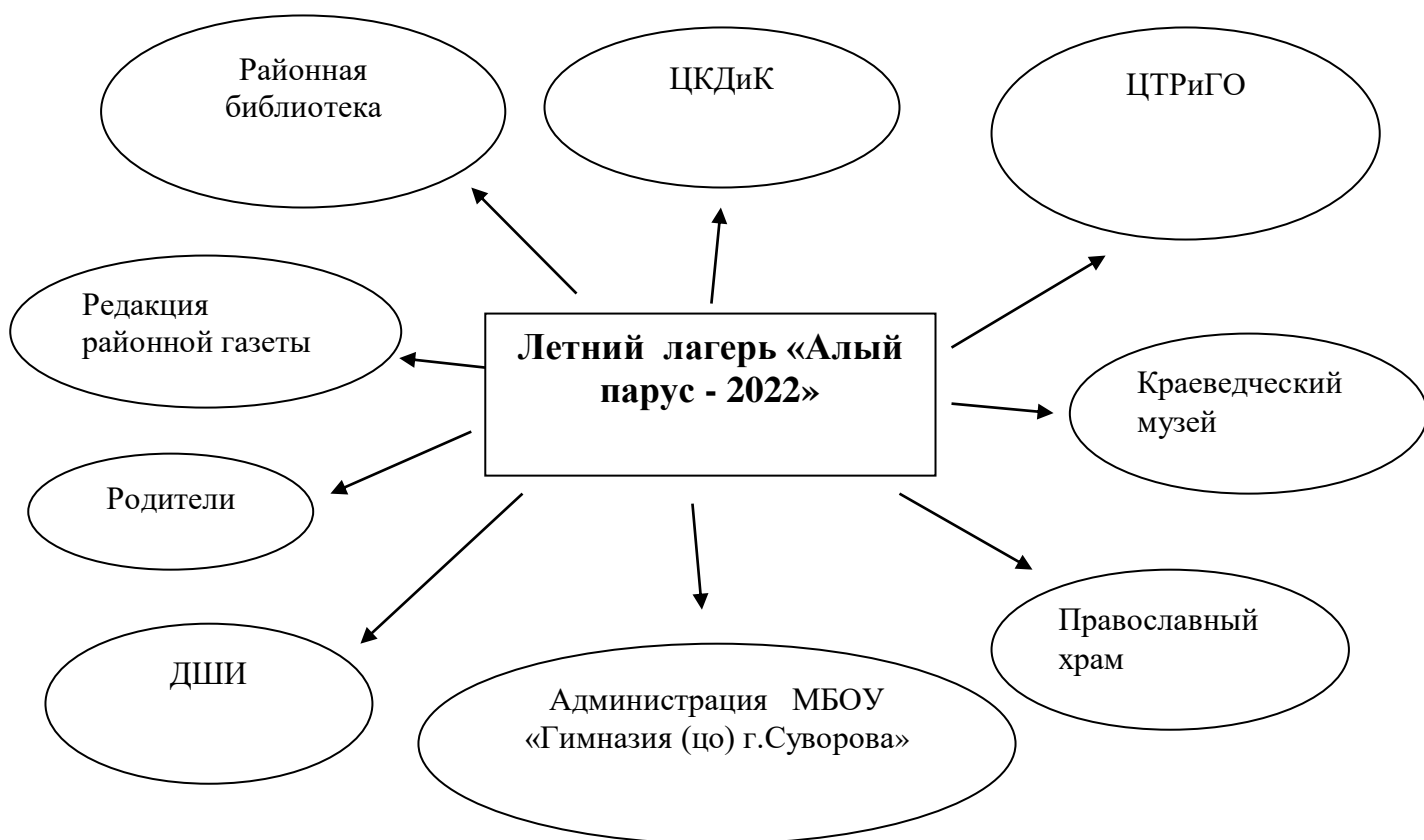 Районная
библиотека
ЦКДиК
ЦТРиГО
Редакция
районной газеты
Летний лагерь «Алый
парус - 2022»
Краеведческий
музей
Родители
Православный
храм
ДШИ
Администрация МБОУ
«Гимназия (цо) г.Суворова»